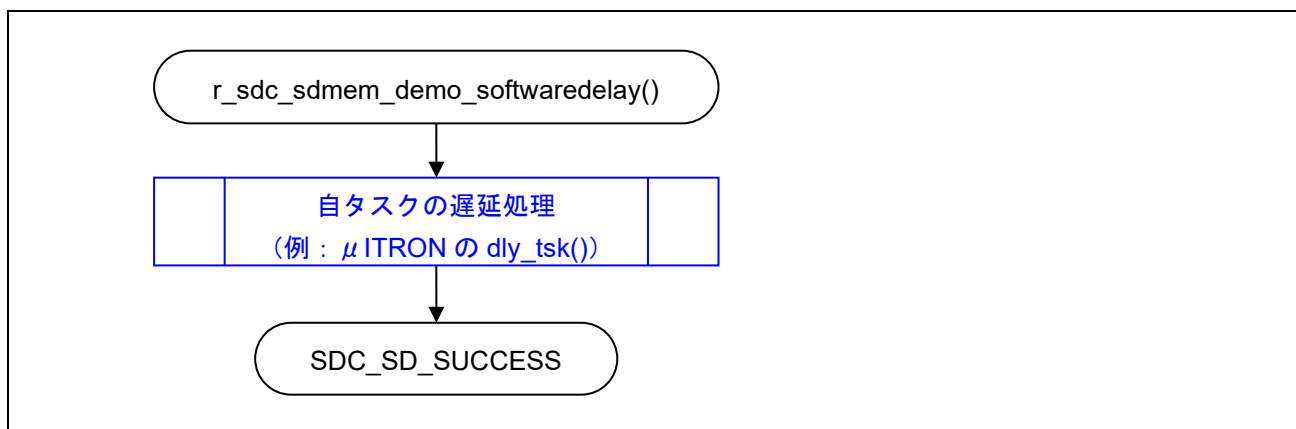 r_sdc_sdmem_demo_softwaredelay()
自タスクの遅延処理
（例：μITRON の dly_tsk()）
SDC_SD_SUCCESS